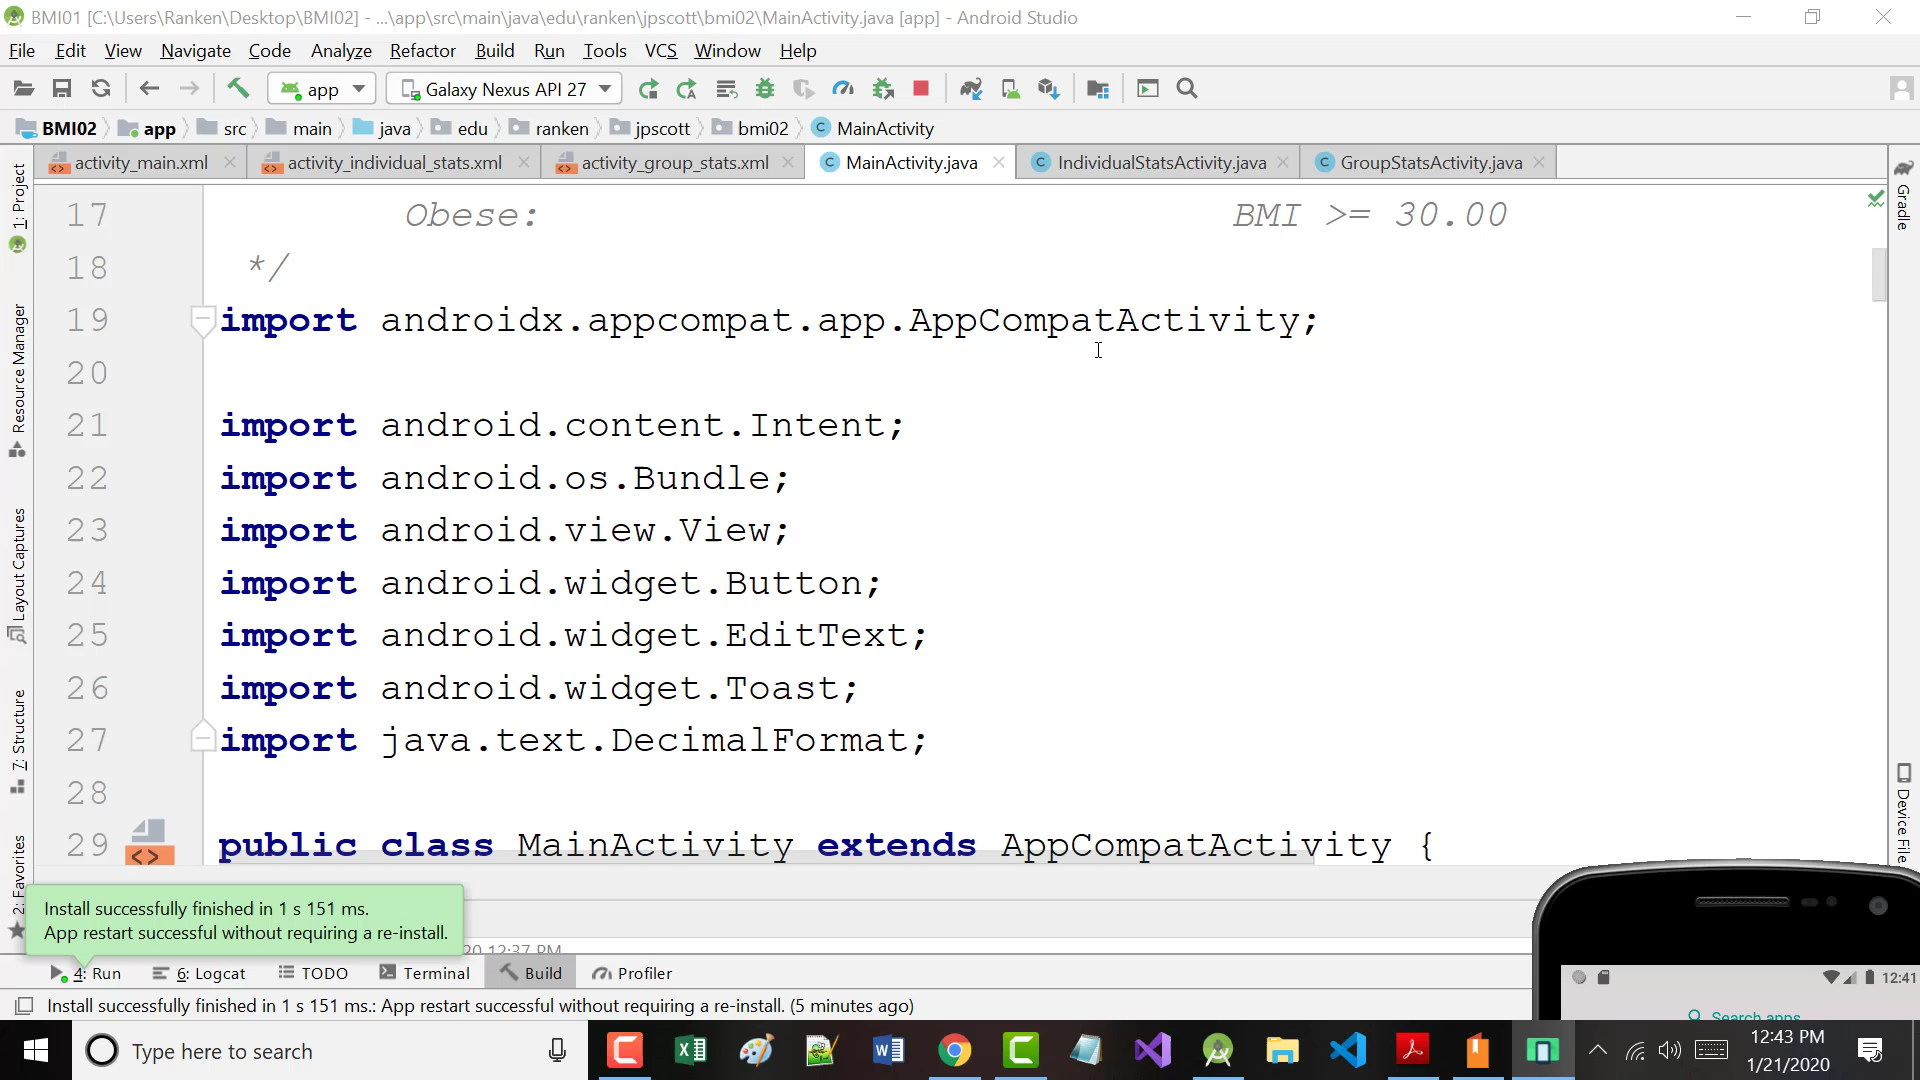 BMI01 [C:\Users\Ranken\Desktop\BMI02] - ...\app\src\main\java\edu\ranken\jpscott\bmi02\MainActivity.java [app] - Android Studio
File Edit View Navigate Code Analyze Refactor Build Run Tools VCS Window Help
app Galaxy Nexus API 27
BMI02 app src main java edu ranken jpscott bmi02 MainActivity
activity_main.xml activity_individual_stats.xml activity_group_stats.xml MainActivity.java IndividualStatsActivity.java GroupStatsActivity.java
1: Project
Resource Manager
Layout Captures
7: Structure
2: Favorites
Gradle
Device File
17 Obese: BMI >= 30.00
18 */
19 import androidx.appcompat.app.AppCompatActivity;
20
21 import android.content.Intent;
22 import android.os.Bundle;
23 import android.view.View;
24 import android.widget.Button;
25 import android.widget.EditText;
26 import android.widget.Toast;
27 import java.text.DecimalFormat;
28
29 public class MainActivity extends AppCompatActivity {
Install successfully finished in 1 s 151 ms.
App restart successful without requiring a re-install.
12:37 PM
4: Run 6: Logcat TODO Terminal Build Profiler
Install successfully finished in 1 s 151 ms.: App restart successful without requiring a re-install. (5 minutes ago)
12:41
Search apps
Type here to search
12:43 PM
1/21/2020